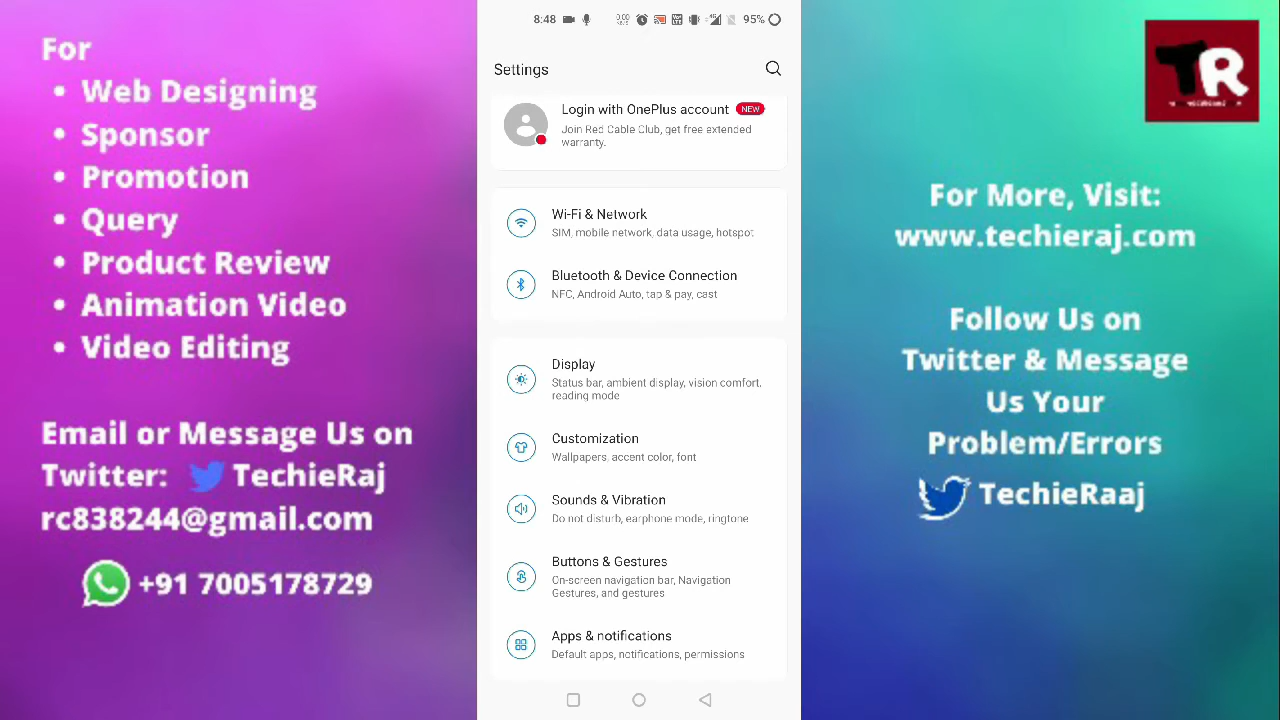 For
• Web Designing
• Sponsor
• Promotion
• Query
• Product Review
• Animation Video
• Video Editing
Email or Message Us on
Twitter: TechieRaj
rc838244@gmail.com
+91 7005178729
8:48
95%
Settings
Login with OnePlus account NEW
Join Red Cable Club, get free extended
warranty.
Wi-Fi & Network
SIM, mobile network, data usage, hotspot
Bluetooth & Device Connection
NFC, Android Auto, tap & pay, cast
Display
Status bar, ambient display, vision comfort,
reading mode
Customization
Wallpapers, accent color, font
Sounds & Vibration
Do not disturb, earphone mode, ringtone
Buttons & Gestures
On-screen navigation bar, Navigation
Gestures, and gestures
Apps & notifications
Default apps, notifications, permissions
TR
For More, Visit:
www.techieraj.com
Follow Us on
Twitter & Message
Us Your
Problem/Errors
TechieRaaj